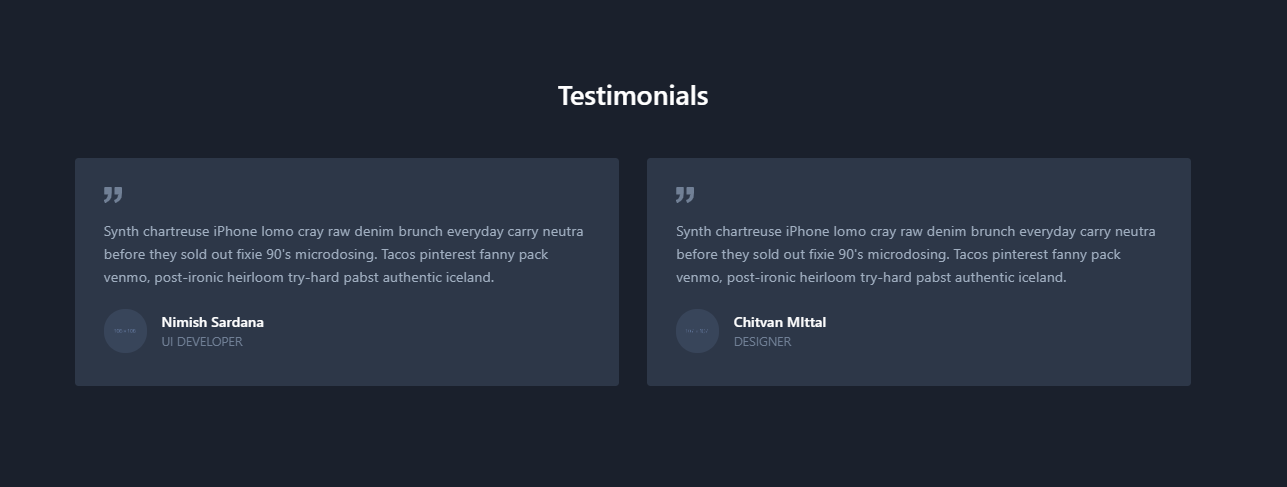 Testimonials
Synth chartreuse iPhone lomo cray raw denim brunch everyday carry neutra
before they sold out fixie 90's microdosing. Tacos pinterest fanny pack
venmo, post-ironic heirloom try-hard pabst authentic iceland.
Nimish Sardana
UI DEVELOPER
Synth chartreuse iPhone lomo cray raw denim brunch everyday carry neutra
before they sold out fixie 90's microdosing. Tacos pinterest fanny pack
venmo, post-ironic heirloom try-hard pabst authentic iceland.
Chitvan MIttal
DESIGNER